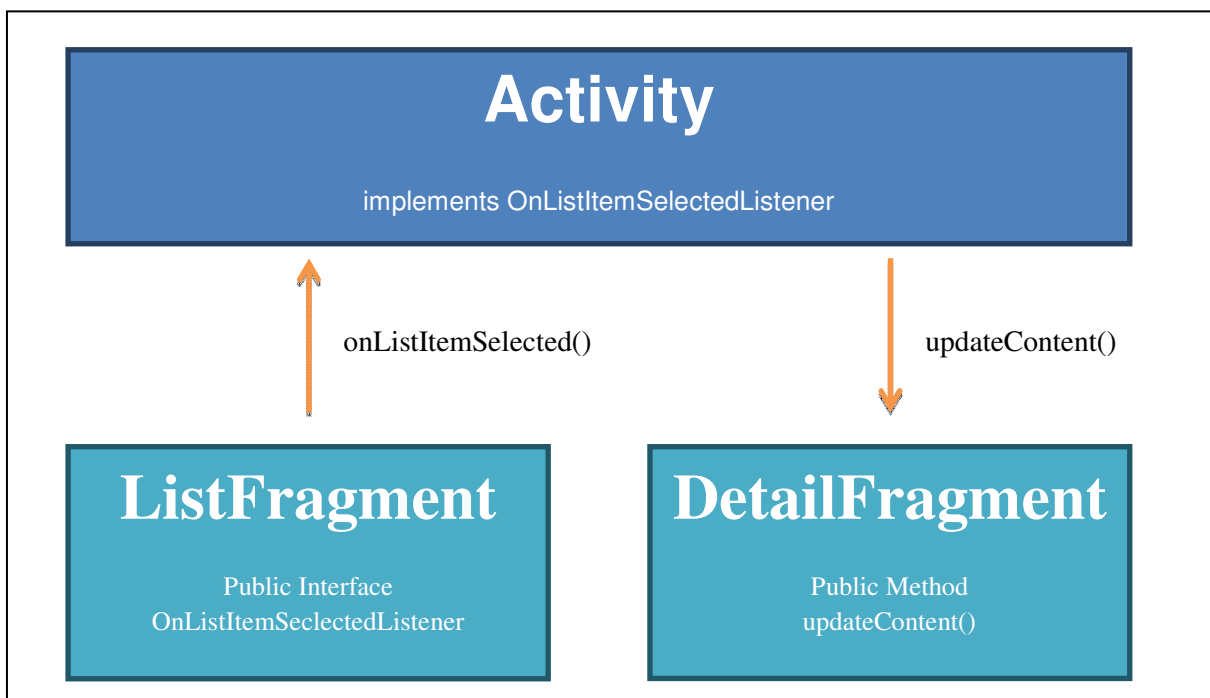 Activity
implements OnListItemSelectedListener
onListItemSelected()
updateContent()
ListFragment
Public Interface
OnListItemSeclectedListener
DetailFragment
Public Method
updateContent()